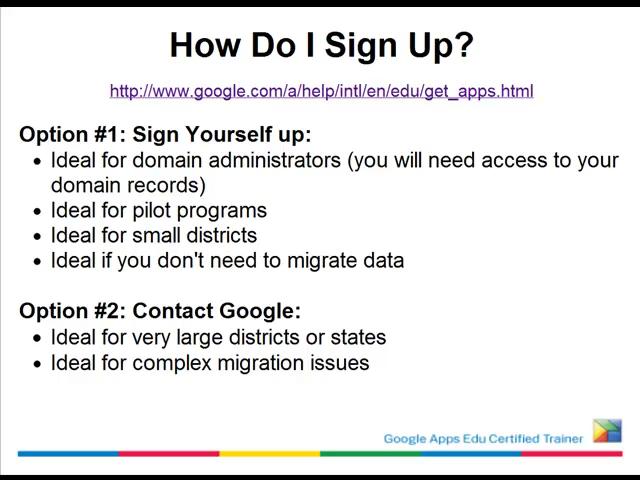 How Do I Sign Up?
http://www.google.com/a/help/intl/en/edu/get_apps.html
Option #1: Sign Yourself up:
• Ideal for domain administrators (you will need access to your
domain records)
• Ideal for pilot programs
• Ideal for small districts
• Ideal if you don't need to migrate data
Option #2: Contact Google:
• Ideal for very large districts or states
• Ideal for complex migration issues
Google Apps Edu Certified Trainer